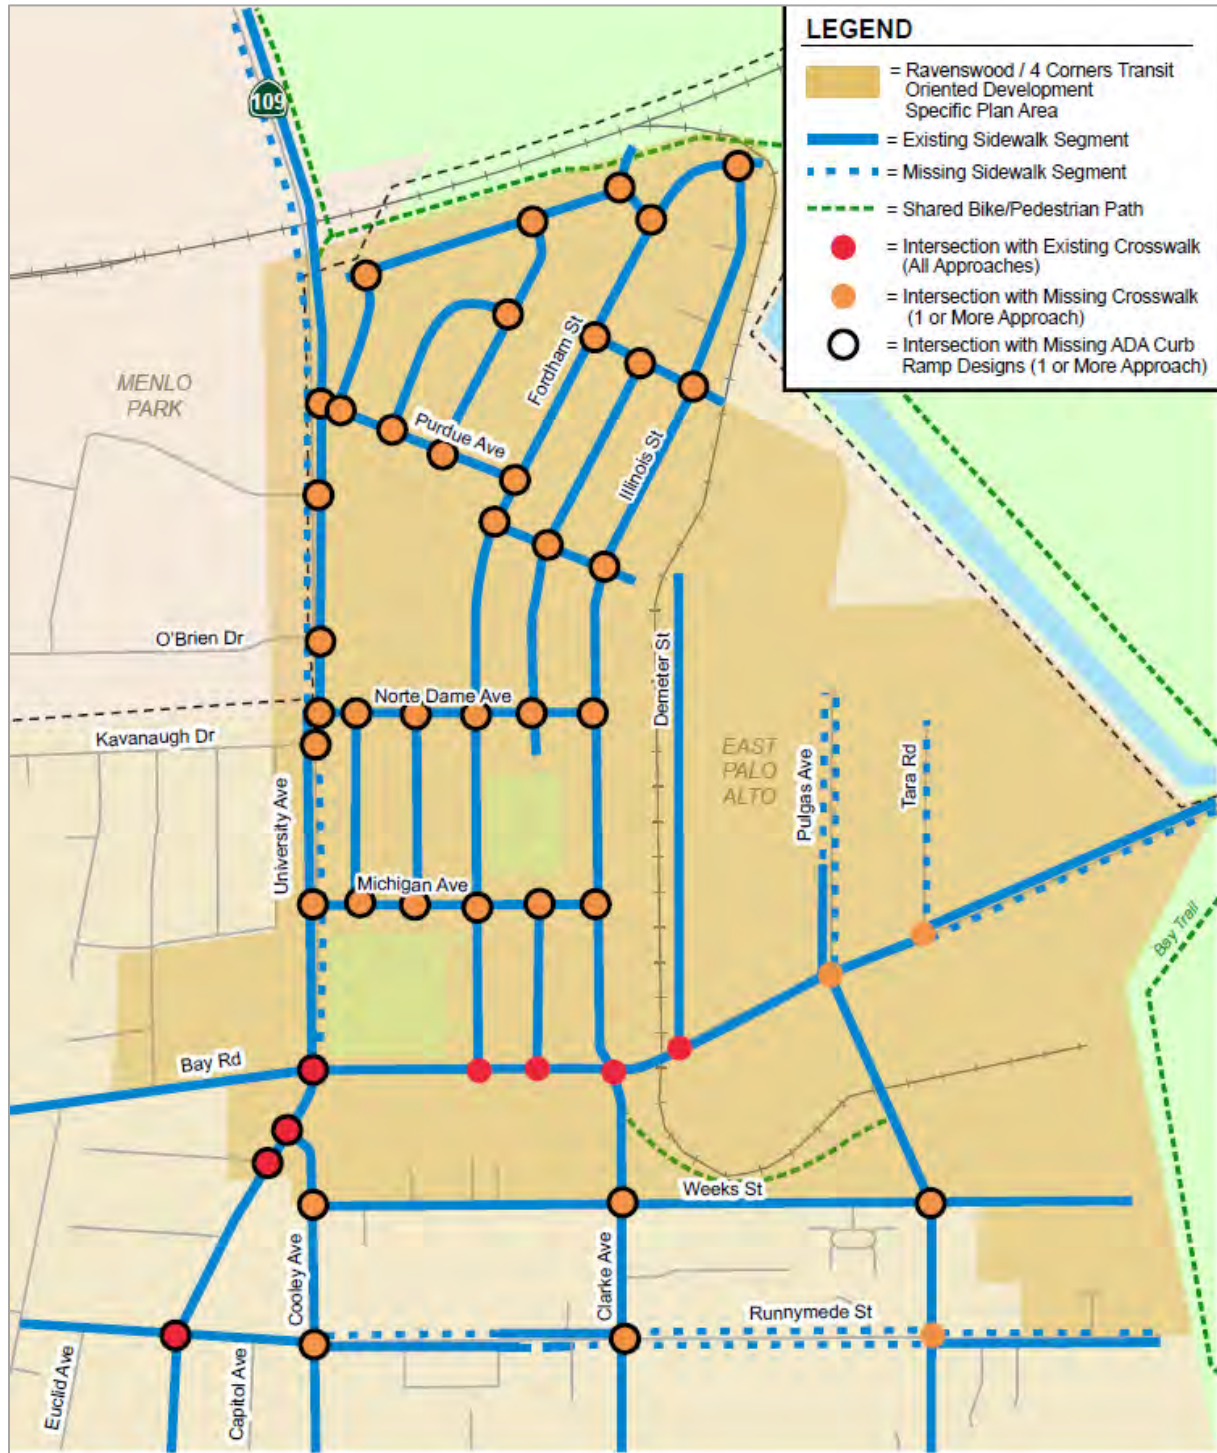 LEGEND
= Ravenswood / 4 Corners Transit
Oriented Development
Specific Plan Area
= Existing Sidewalk Segment
= Missing Sidewalk Segment
= Shared Bike/Pedestrian Path
= Intersection with Existing Crosswalk
(All Approaches)
= Intersection with Missing Crosswalk
(1 or More Approach)
= Intersection with Missing ADA Curb
Ramp Designs (1 or More Approach)
109
MENLO
PARK
Fordham St
Purdue Ave
Illinois St
O'Brien Dr
Norte Dame Ave
Demeter St
Kavanaugh Dr
EAST
PALO
ALTO
Pulgas Ave
Tara Rd
University Ave
Michigan Ave
Bay Trail
Bay Rd
Weeks St
Cooley Ave
Clarke Ave
Runnymede St
Euclid Ave
Capitol Ave